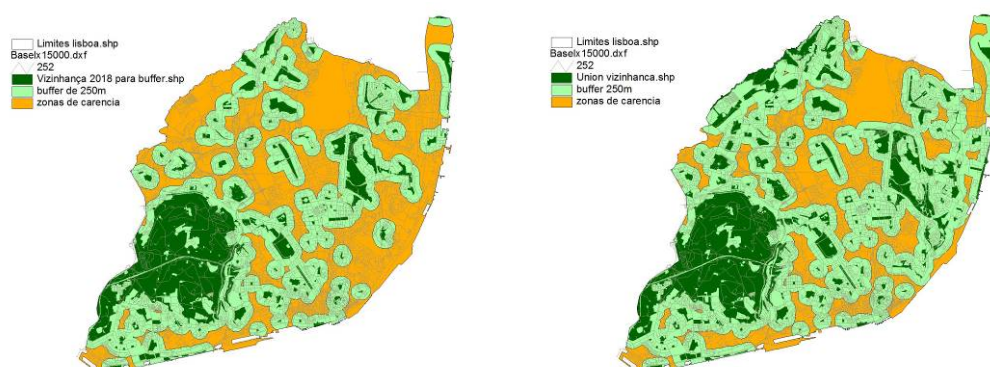 Limites lisboa.shp
Baselx15000.dxf
252
Vizinhança 2018 para buffer.shp
buffer de 250m
zonas de carencia
Limites lisboa.shp
Baselx15000.dxf
252
Union vizinhanca.shp
buffer 250m
zonas de carencia